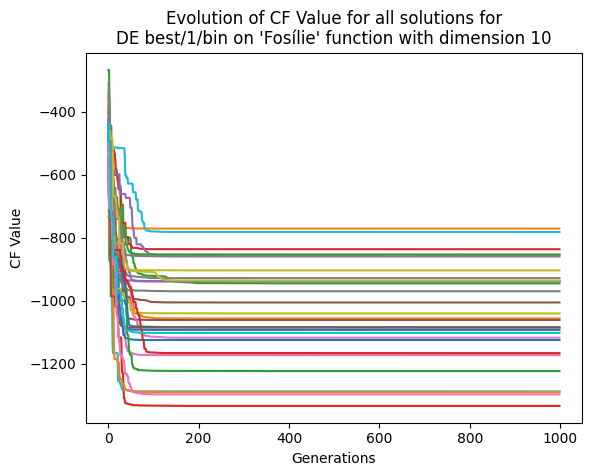 Evolution of CF Value for all solutions for
DE best/1/bin on 'Fosílie' function with dimension 10
CF Value
−400
−600
−800
−1000
−1200
0
200
400
600
800
1000
Generations